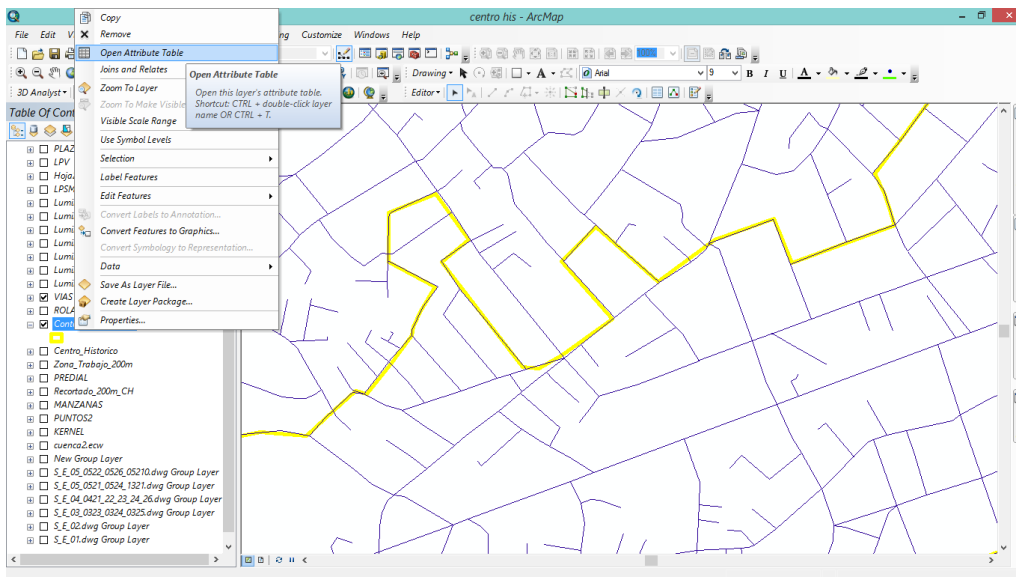 centro his - ArcMap
File Edit V ng Customize Windows Help
100%
Drawing
Arial
9
B I U A
3D Analyst
Editor
Table Of Cont
Copy
Remove
Open Attribute Table
Joins and Relates
Zoom To Layer
Zoom To Make Visible
Visible Scale Range
Use Symbol Levels
Selection
Label Features
Edit Features
Convert Labels to Annotation...
Convert Features to Graphics...
Convert Symbology to Representation...
Data
Save As Layer File...
Create Layer Package...
Properties...
Open Attribute Table
Open this layer's attribute table.
Shortcut: CTRL + double-click layer
name OR CTRL + T.
PLAZ
LPV
Hoja
LPSM
Lumi
Lumi
Lumi
Lumi
Lumi
Lumi
VIAS
ROLA
Cont
Centro_Historico
Zona_Trabajo_200m
PREDIAL
Recortado_200m_CH
MANZANAS
PUNTOS2
KERNEL
cuenca2.ecw
New Group Layer
S_E_05_0522_0526_05210.dwg Group Layer
S_E_05_0521_0524_1321.dwg Group Layer
S_E_04_0421_22_23_24_26.dwg Group Layer
S_E_03_0323_0324_0325.dwg Group Layer
S_E_02.dwg Group Layer
S_E_01.dwg Group Layer